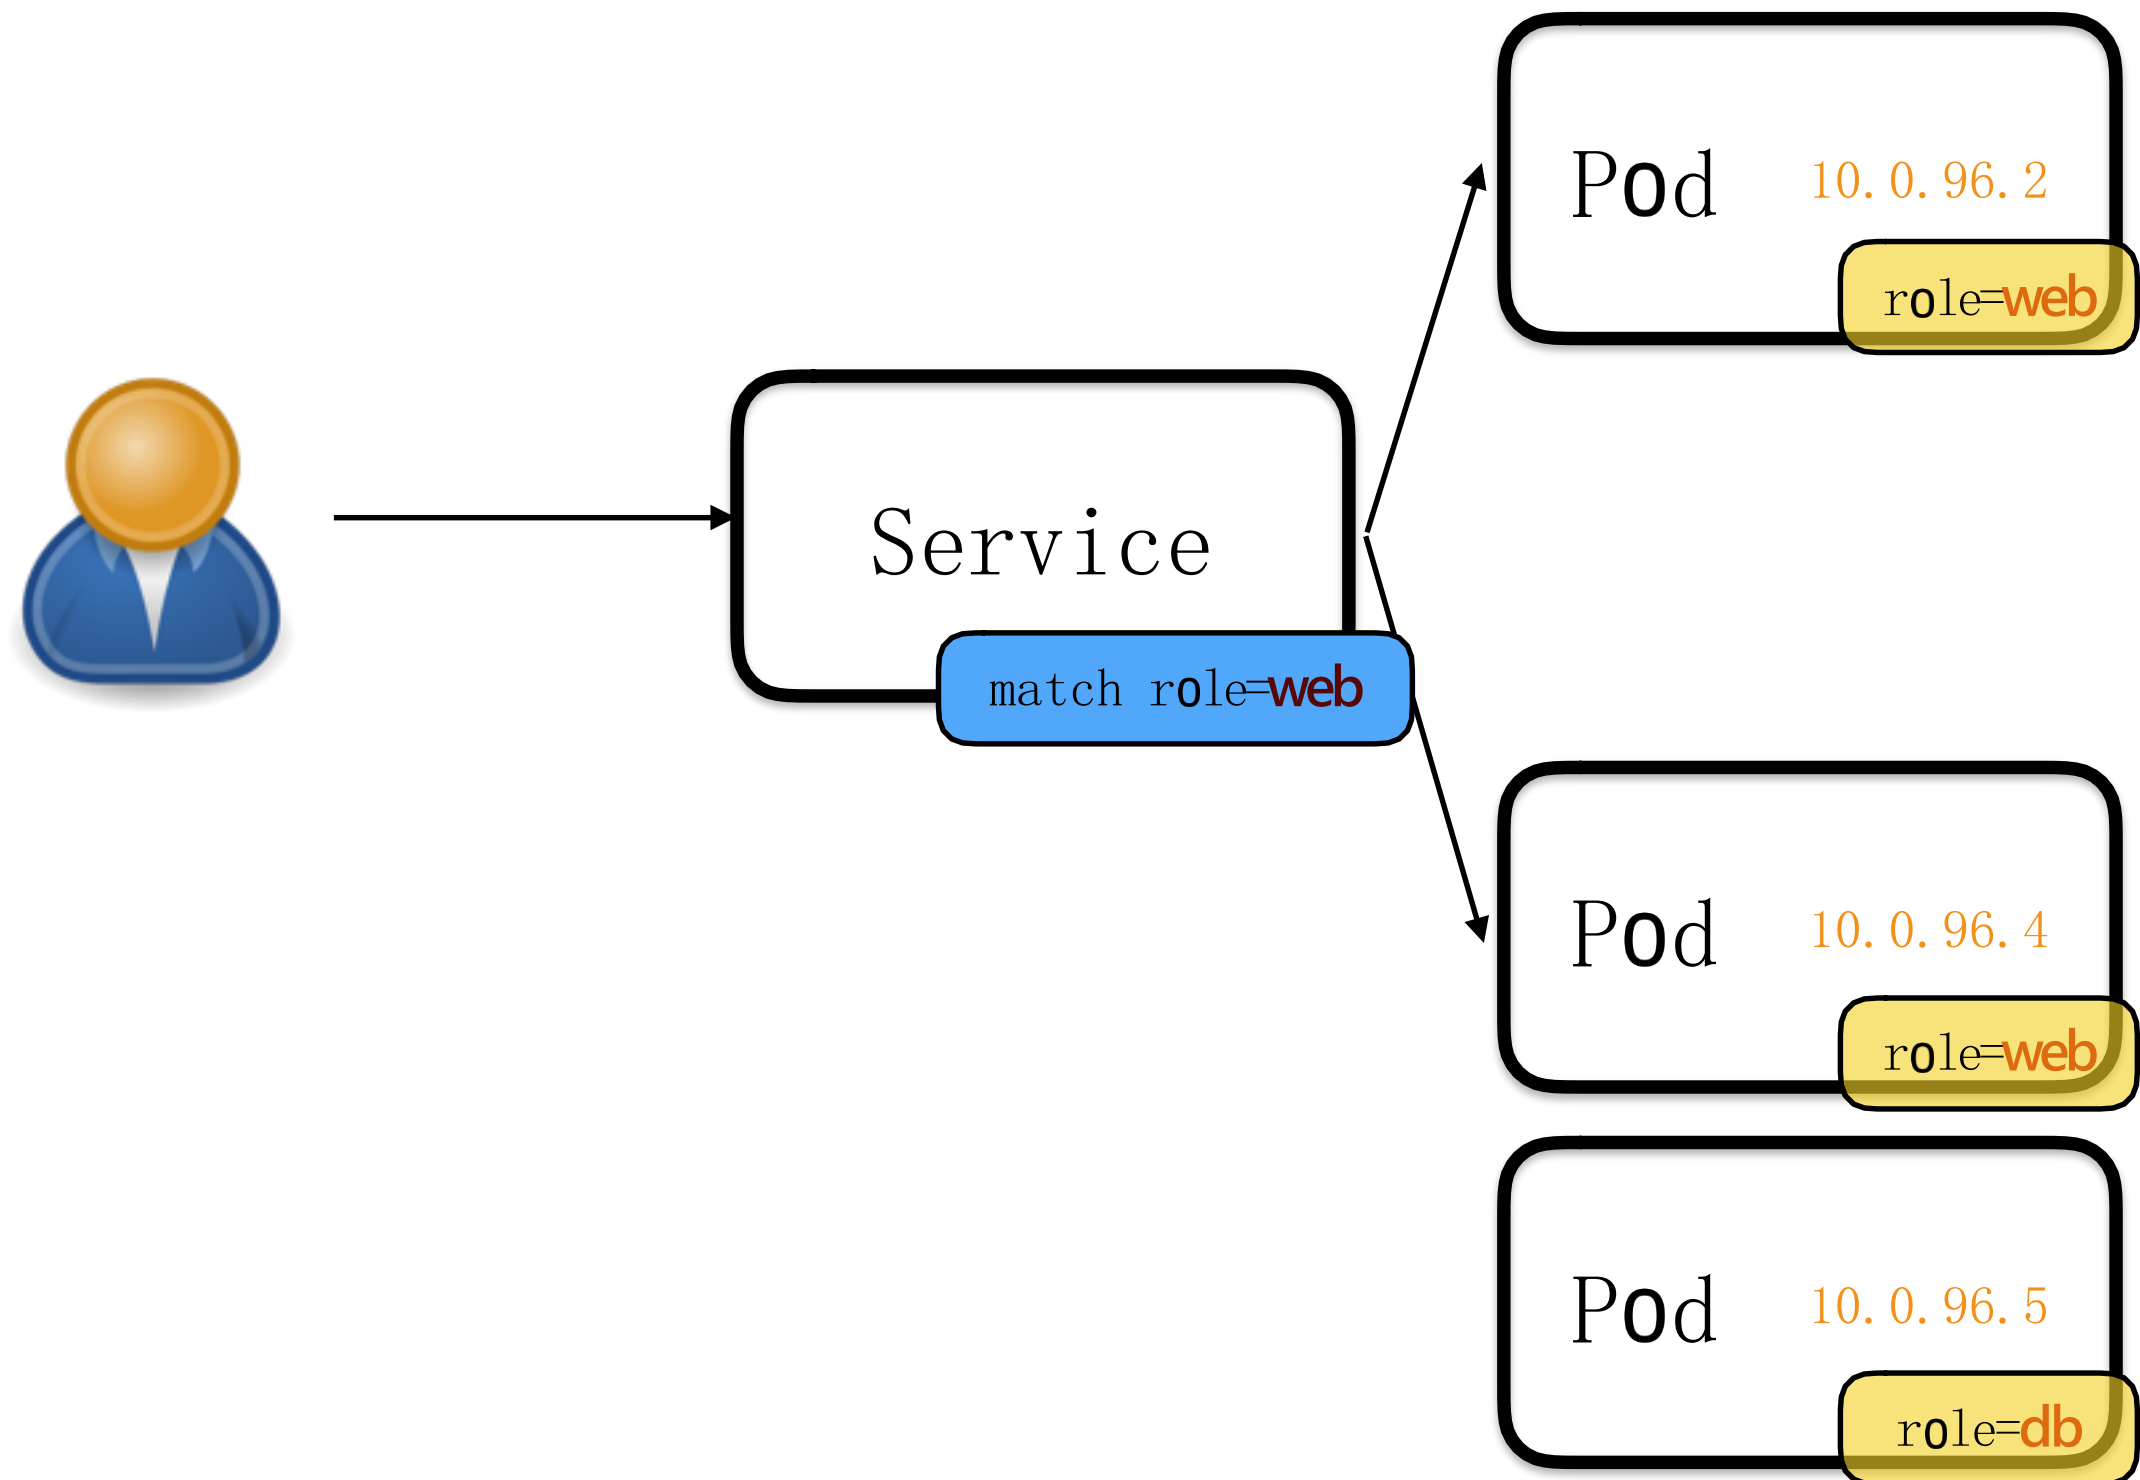 Pod 10.0.96.2
role=web
Service
match role=web
Pod 10.0.96.4
role=web
Pod 10.0.96.5
role=db